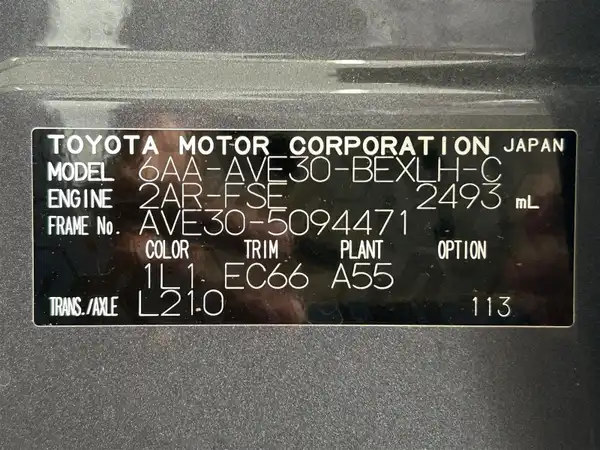 TOYOTA MOTOR CORPORATION JAPAN
MODEL 6AA-AVE30-BEXLH-C
ENGINE 2AR-FSE 2493 mL
FRAME No. AVE30-5094471
COLOR TRIM PLANT OPTION
1L1 EC66 A55
TRANS./AXLE L210 113